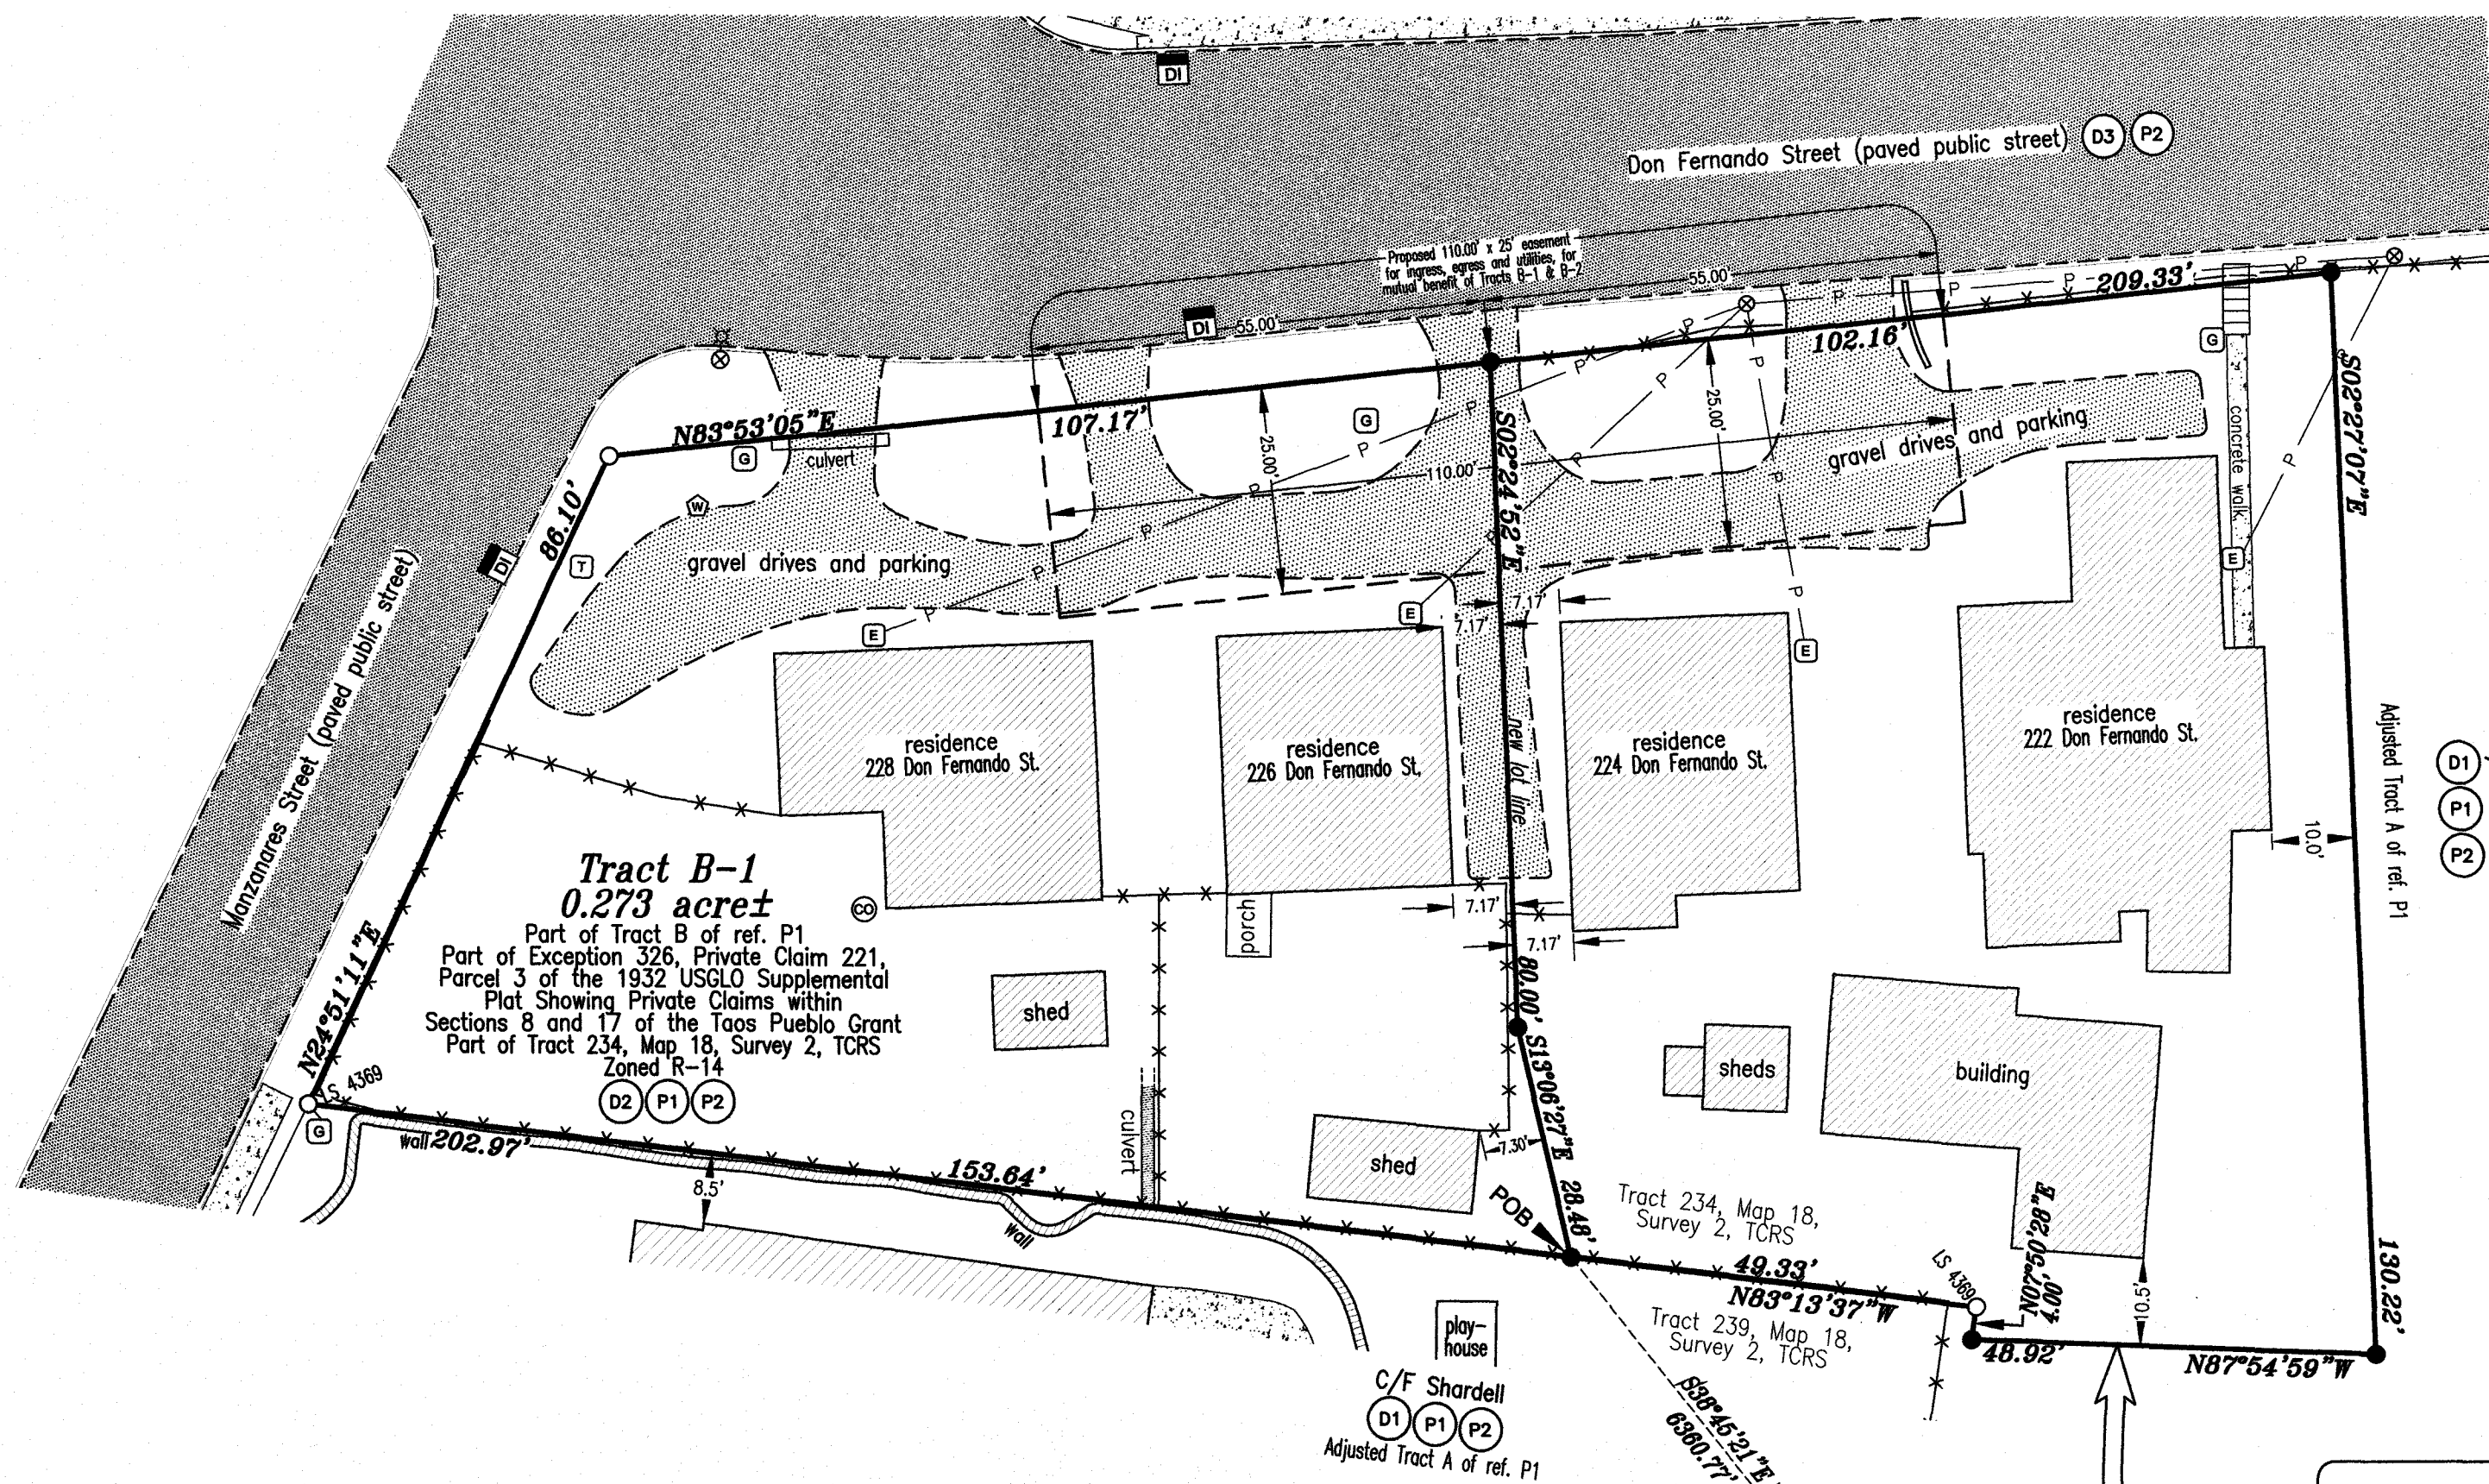 DI
Don Fernando Street (paved public street) D3 P2
Proposed 110.00' x 25' easement
for ingress, egress and utilities, for
mutual benefit of Tracts B-1 & B-2
55.00'
55.00'
DI
P P P P
209.33'
102.16'
107.17'
N83°53'05"E
culvert
G
G
G
W
T
DI
86.10'
25.00'
25.00'
110.00'
P P P P P P P P P P P
gravel drives and parking
gravel drives and parking
concrete walk
S02°27'07"E
S02°24'52"E
E
E
E
E
7.17'
7.17'
Manzanares Street (paved public street)
residence
228 Don Fernando St.
residence
226 Don Fernando St.
new lot line
residence
224 Don Fernando St.
residence
222 Don Fernando St.
10.0'
Adjusted Tract A of ref. P1
D1
P1
P2
Tract B-1
0.273 acre±
Part of Tract B of ref. P1
Part of Exception 326, Private Claim 221,
Parcel 3 of the 1932 USGLO Supplemental
Plat Showing Private Claims within
Sections 8 and 17 of the Taos Pueblo Grant
Part of Tract 234, Map 18, Survey 2, TCRS
Zoned R-14
D2 P1 P2
CO
porch
7.17'
7.17'
80.00'
shed
sheds
building
N24°51'11"E
LS 4369
G
wall
202.97'
153.64'
8.5'
culvert
wall
shed
7.30'
S13°06'27"E 28.48'
POB
Tract 234, Map 18,
Survey 2, TCRS
49.33'
N83°13'37"W
LS 4369
N07°50'28"E
4.00'
10.5'
130.22'
Tract 239, Map 18,
Survey 2, TCRS
48.92'
N87°54'59"W
play-
house
C/F Shardell
D1 P1 P2
Adjusted Tract A of ref. P1
S38°45'21"E
6360.77'